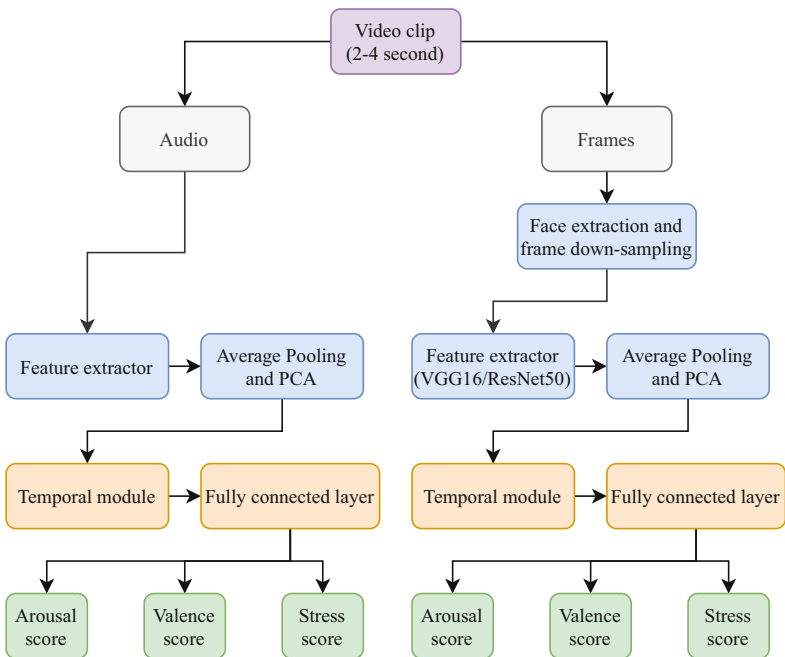 Video clip
(2-4 second)
Audio
Frames
Face extraction and
frame down-sampling
Feature extractor
Average Pooling
and PCA
Feature extractor
(VGG16/ResNet50)
Average Pooling
and PCA
Temporal module
Fully connected layer
Temporal module
Fully connected layer
Arousal
score
Valence
score
Stress
score
Arousal
score
Valence
score
Stress
score